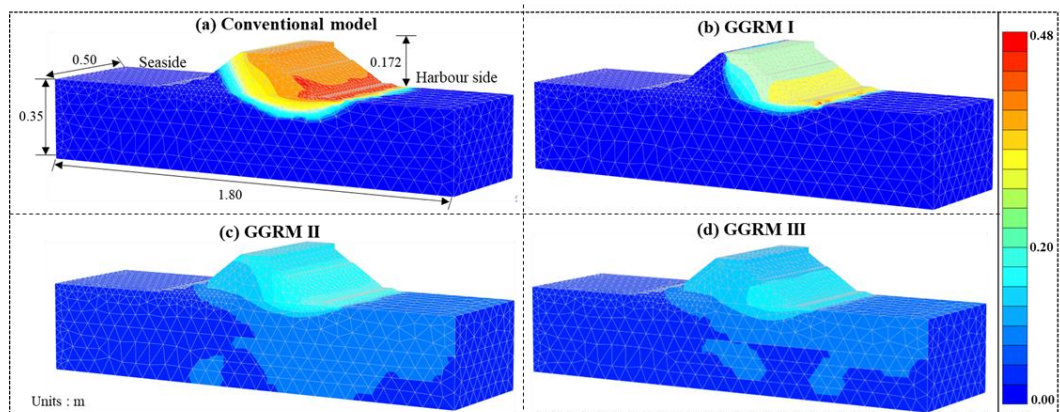 (a) Conventional model
0.50
Seaside
0.172
Harbour side
0.35
1.80
(b) GGRM I
0.48
0.20
0.00
(c) GGRM II
Units : m
(d) GGRM III